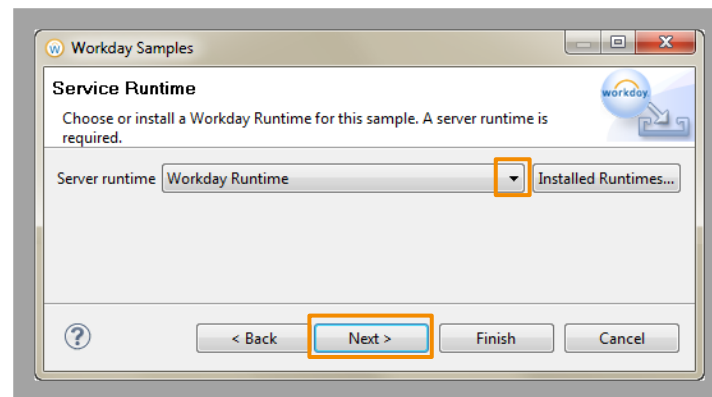 Workday Samples
Service Runtime
workday
Choose or install a Workday Runtime for this sample. A server runtime is
required.
Server runtime Workday Runtime Installed Runtimes...
? < Back Next > Finish Cancel